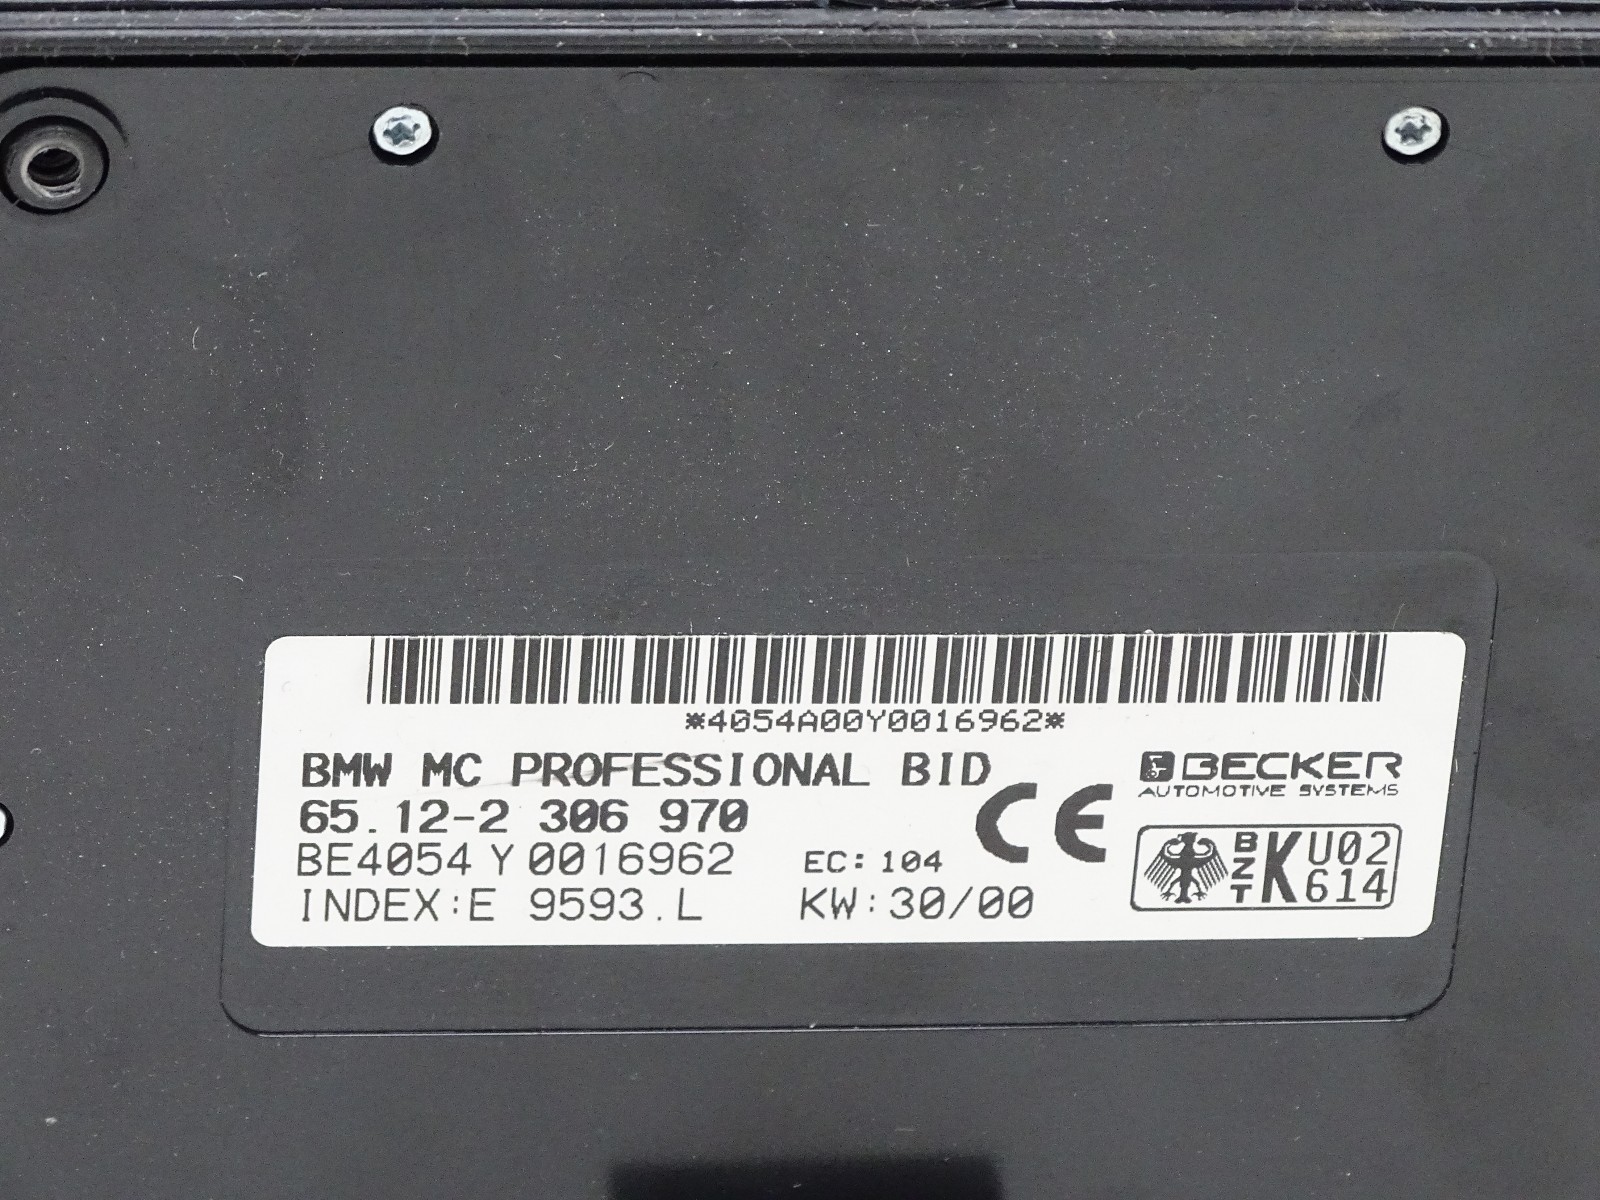 *4054A00Y0016962*
BMW MC PROFESSIONAL BID
65.12-2 306 970
BE4054 Y 0016962
EC: 104
INDEX:E 9593.L
KW:30/00
CE
BECKER
AUTOMOTIVE SYSTEMS
BZT K U02 614